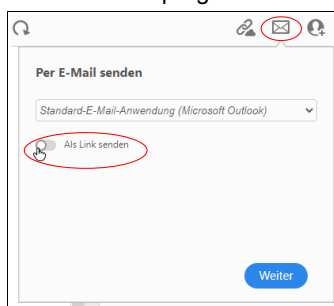 Per E-Mail senden
Standard-E-Mail-Anwendung (Microsoft Outlook)
Als Link senden
Weiter